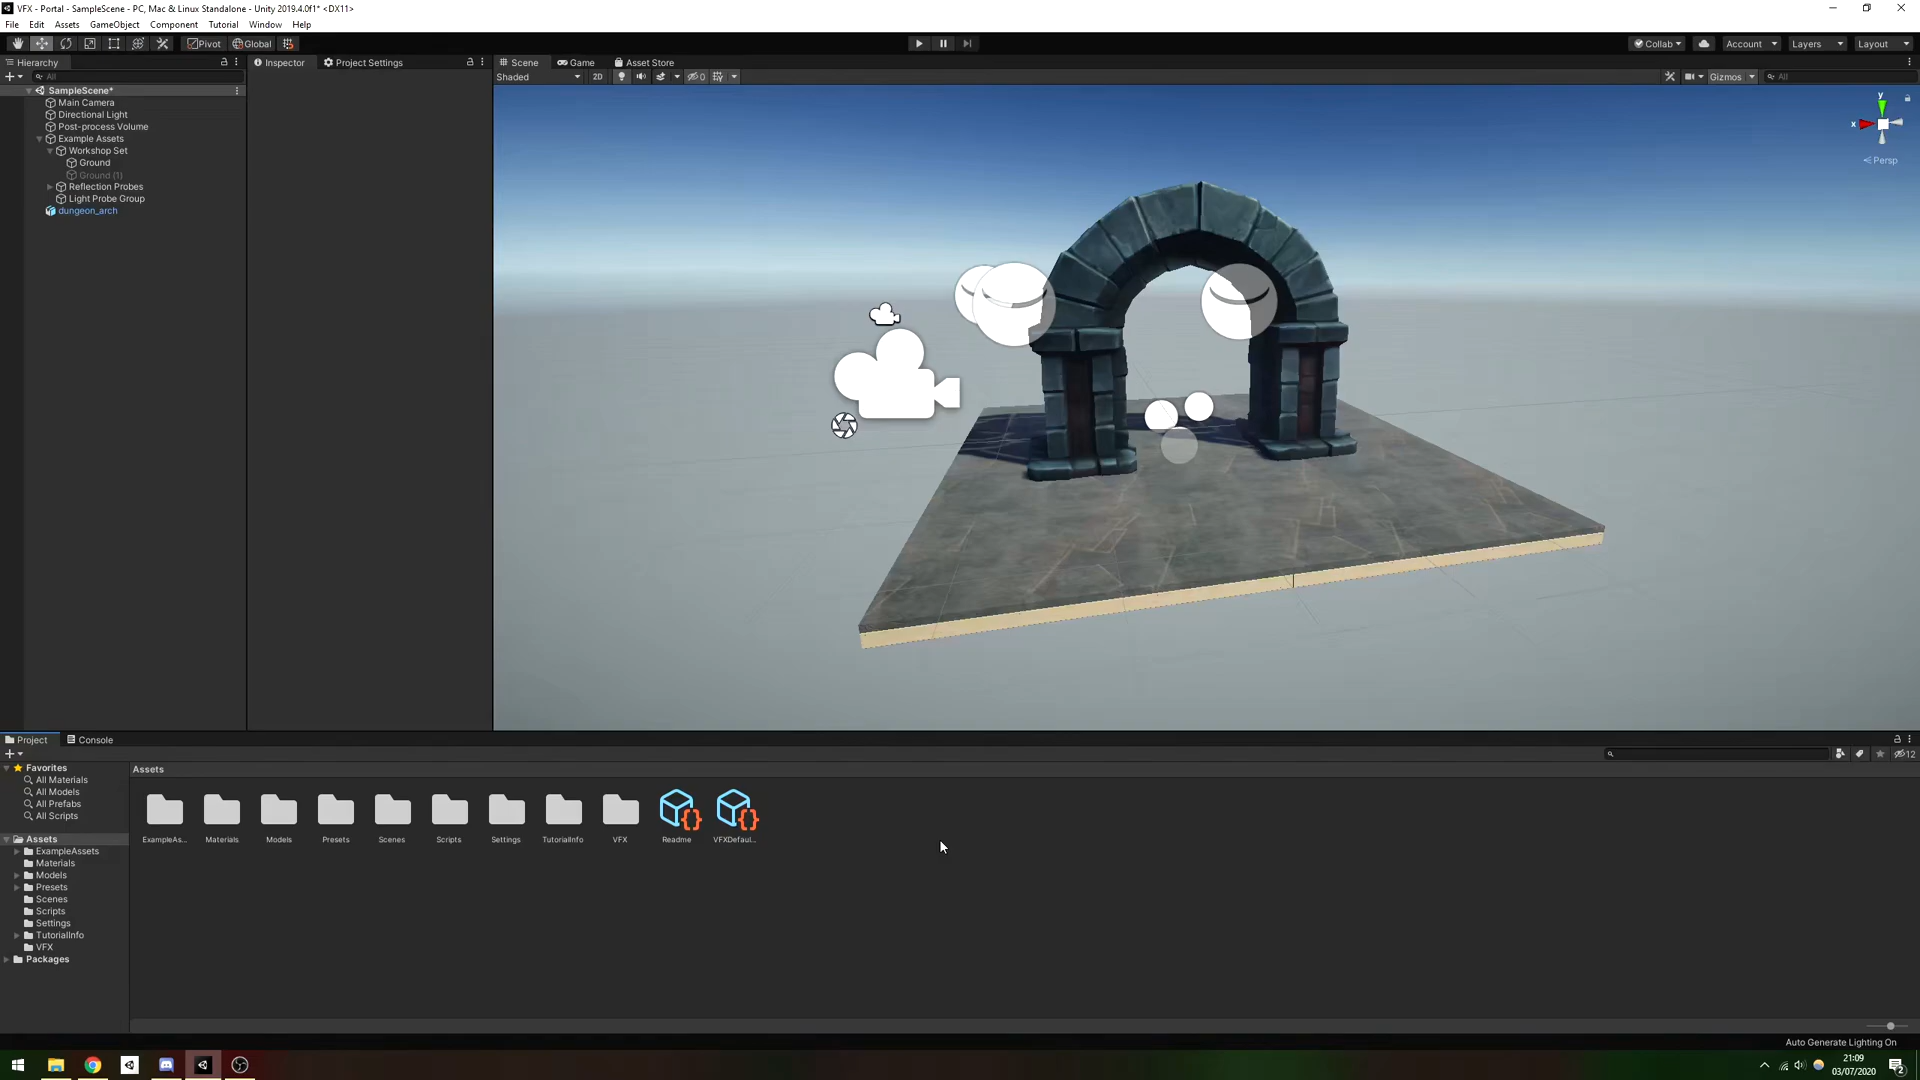 VFX - Portal - SampleScene - PC, Mac & Linux Standalone - Unity 2019.4.0f1* <DX11>
File Edit Assets GameObject Component Tutorial Window Help
Pivot Global Collab Account Layers Layout
Hierarchy Inspector Project Settings Scene Game Asset Store
All Shaded 2D 0 Gizmos All
SampleScene*
Main Camera
Directional Light
Post-process Volume
Example Assets
Workshop Set
Ground
Ground (1)
Reflection Probes
Light Probe Group
dungeon_arch
y
x
Persp
Project Console
12
Favorites
All Materials
All Models
All Prefabs
All Scripts
Assets
ExampleAssets
Materials
Models
Presets
Scenes
Scripts
Settings
TutorialInfo
VFX
Packages
Assets
ExampleAs... Materials Models Presets Scenes Scripts Settings TutorialInfo VFX Readme VFXDefaul...
Auto Generate Lighting On
21:09
03/07/2020
2